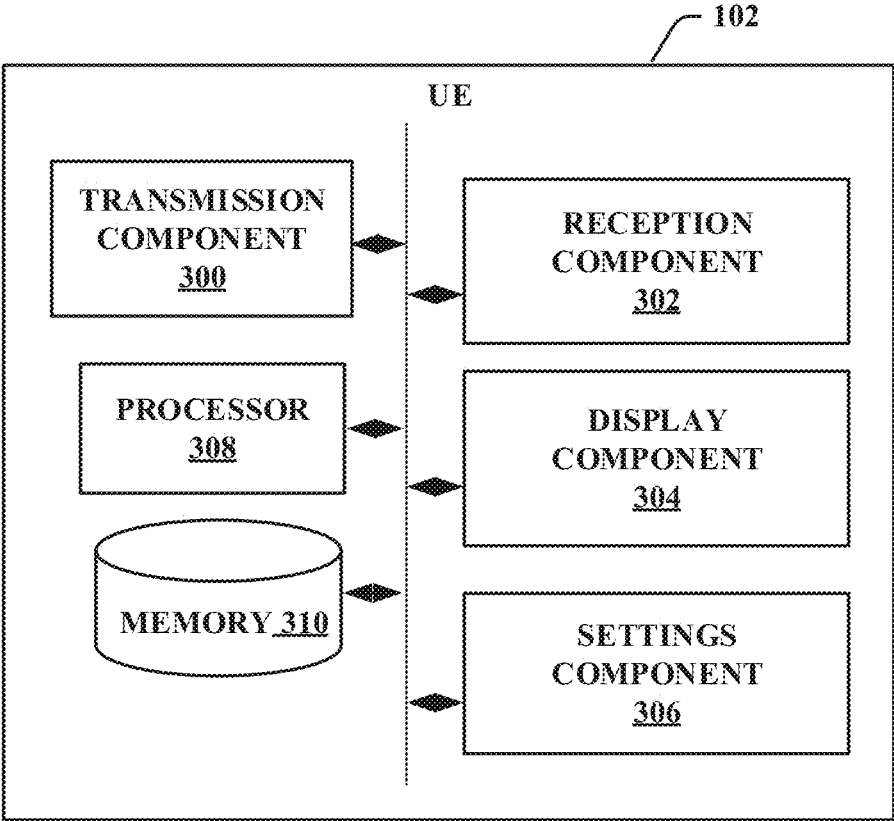 102
UE
TRANSMISSION
COMPONENT
300
RECEPTION
COMPONENT
302
PROCESSOR
308
DISPLAY
COMPONENT
304
MEMORY 310
SETTINGS
COMPONENT
306